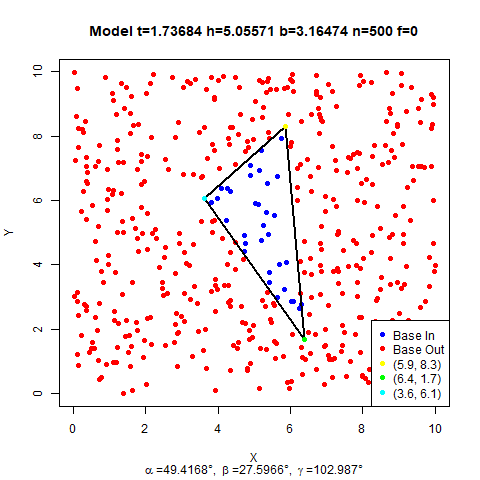 Model t=1.73684 h=5.05571 b=3.16474 n=500 f=0
10
8
6
4
2
0
Y
Base In
Base Out
(5.9, 8.3)
(6.4, 1.7)
(3.6, 6.1)
0 2 4 6 8 10
X
α=49.4168°, β=27.5966°, γ=102.987°